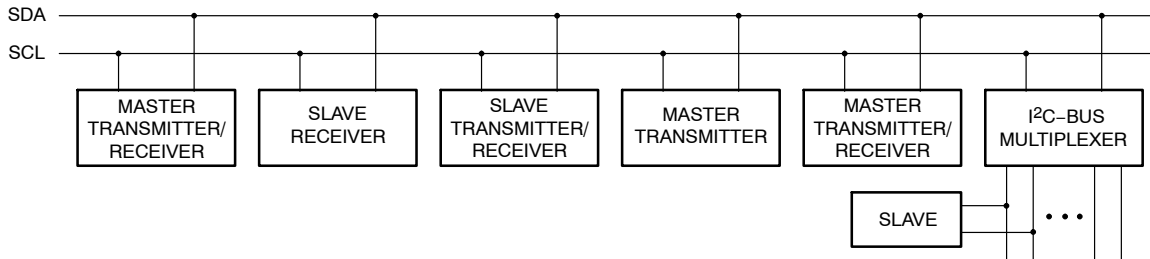 SDA
SCL
MASTER
TRANSMITTER/
RECEIVER
SLAVE
RECEIVER
SLAVE
TRANSMITTER/
RECEIVER
MASTER
TRANSMITTER
MASTER
TRANSMITTER/
RECEIVER
I²C−BUS
MULTIPLEXER
SLAVE